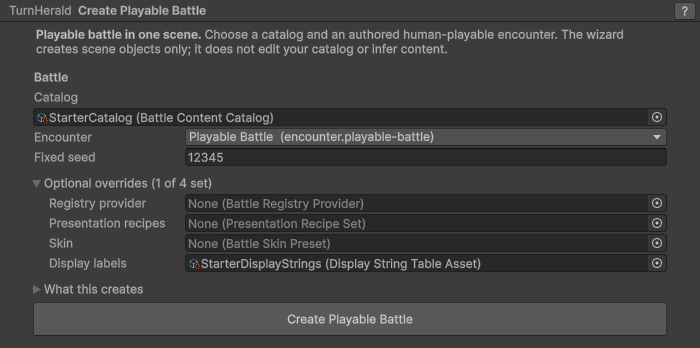 TurnHerald Create Playable Battle ?
Playable battle in one scene. Choose a catalog and an authored human-playable encounter. The wizard
creates scene objects only; it does not edit your catalog or infer content.
Battle
Catalog
StarterCatalog (Battle Content Catalog)
Encounter Playable Battle (encounter.playable-battle)
Fixed seed 12345
Optional overrides (1 of 4 set)
Registry provider None (Battle Registry Provider)
Presentation recipes None (Presentation Recipe Set)
Skin None (Battle Skin Preset)
Display labels StarterDisplayStrings (Display String Table Asset)
What this creates
Create Playable Battle